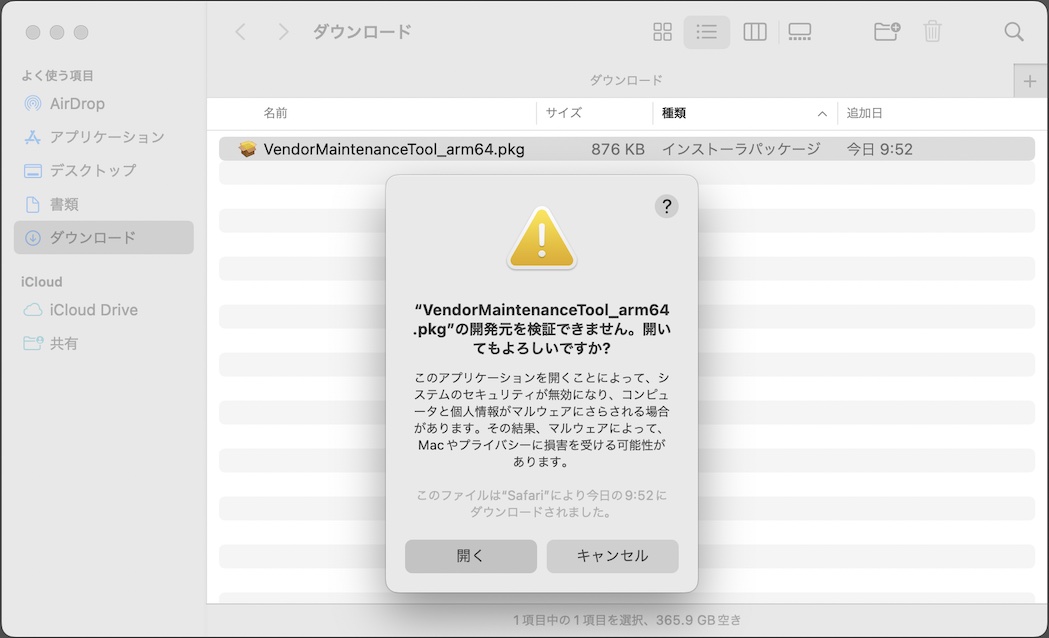 ダウンロード
よく使う項目
AirDrop
アプリケーション
デスクトップ
書類
ダウンロード
iCloud
iCloud Drive
共有
ダウンロード
名前
サイズ
種類
追加日
VendorMaintenanceTool_arm64.pkg
876 KB
インストーラパッケージ
今日 9:52
?
“VendorMaintenanceTool_arm64
.pkg”の開発元を検証できません。開い
てもよろしいですか?
このアプリケーションを開くことによって、シ
ステムのセキュリティが無効になり、コンピュ
ータと個人情報がマルウェアにさらされる場合
があります。その結果、マルウェアによって、
Macやプライバシーに損害を受ける可能性が
あります。
このファイルは“Safari”により今日の9:52に
ダウンロードされました。
開く
キャンセル
1項目中の1項目を選択、365.9 GB空き